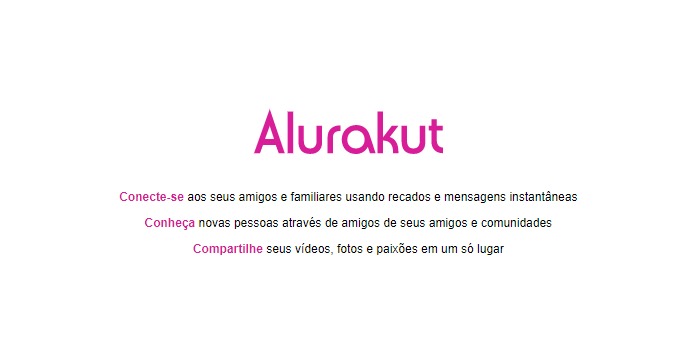 Alurakut
Conecte-se aos seus amigos e familiares usando recados e mensagens instantâneas
Conheça novas pessoas através de amigos de seus amigos e comunidades
Compartilhe seus vídeos, fotos e paixões em um só lugar